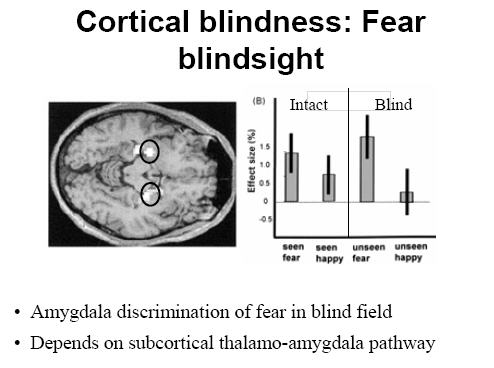 Cortical blindness: Fear
blindsight
(B)
Intact
Blind
Effect size (%)
1.5
1.0
0.5
0
-0.5
seen fear
seen happy
unseen fear
unseen happy
• Amygdala discrimination of fear in blind field
• Depends on subcortical thalamo-amygdala pathway